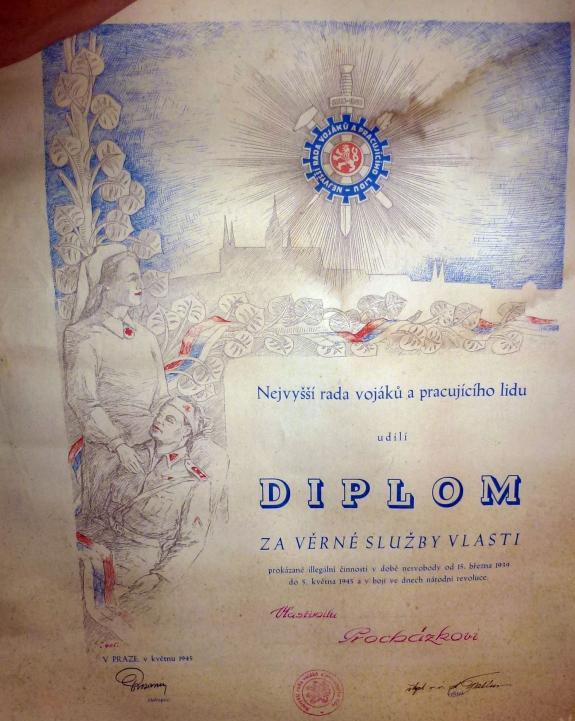 NEJVYŠŠÍ RADA VOJÁKŮ A PRACUJÍCÍHO LIDU
Nejvyšší rada vojáků a pracujícího lidu
udílí
DIPLOM
ZA VĚRNÉ SLUŽBY VLASTI
prokázané illegální činností v době nesvobody od 15. března 1939
do 5. května 1945 a v boji ve dnech národní revoluce.
Vlastimilu
Procházkovi
V PRAZE, v květnu 1945